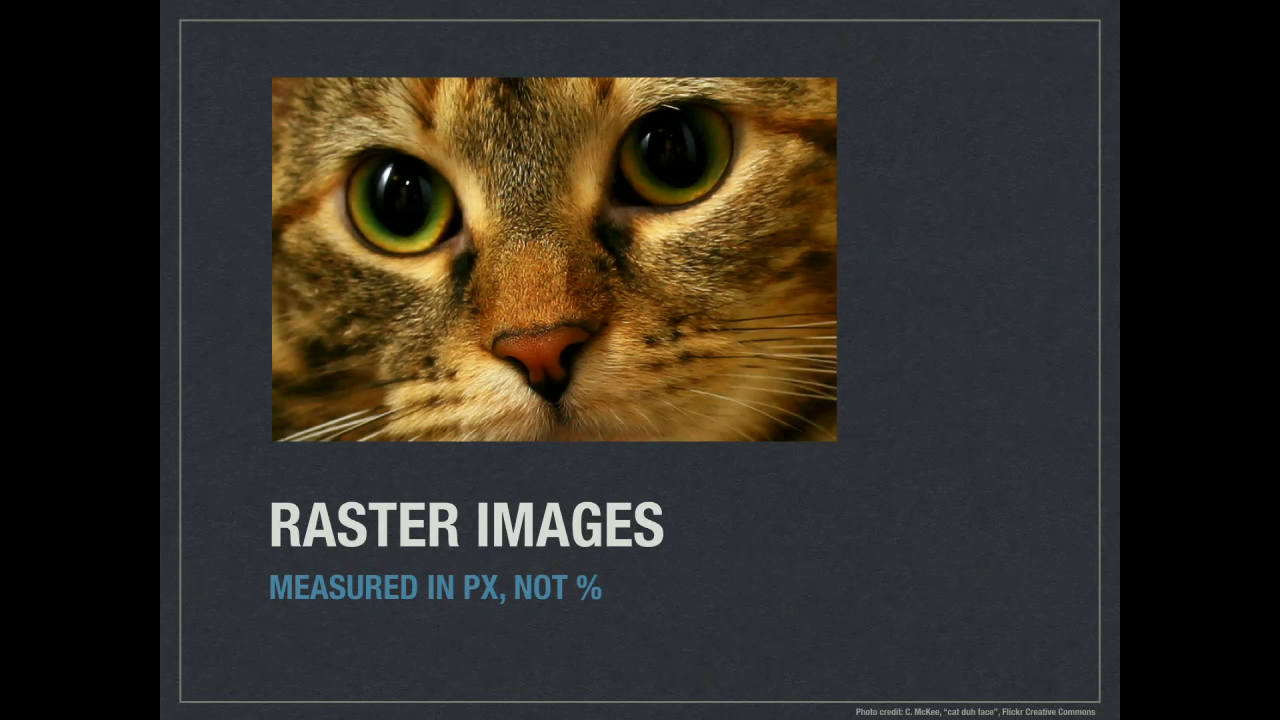 RASTER IMAGES
MEASURED IN PX, NOT %
Photo credit: C. McKee, “cat duh face”, Flickr Creative Commons